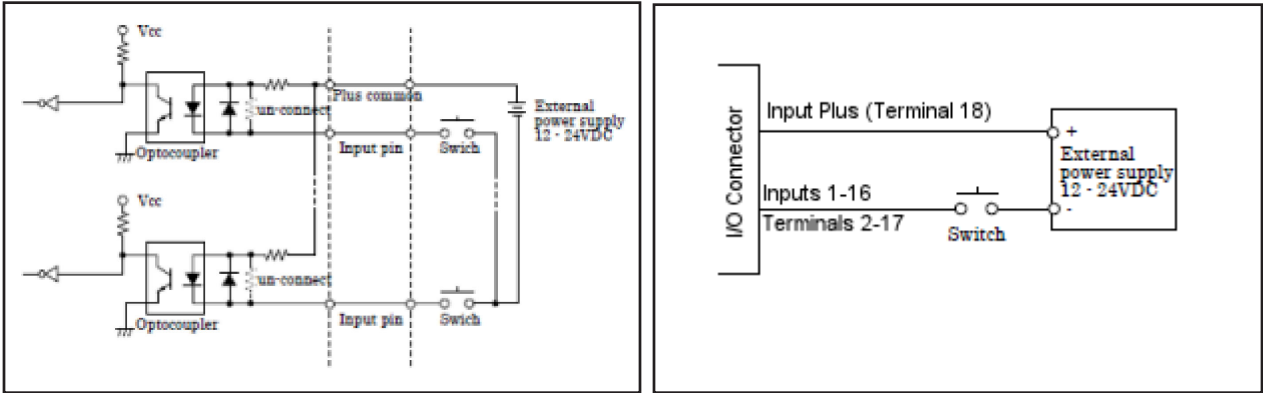 Vcc
Plus common
un-connect
External
power supply
12 - 24VDC
Input pin
Swich
Optocoupler
Vcc
un-connect
Input pin
Swich
Optocoupler
I/O Connector
Input Plus (Terminal 18)
+
External
power supply
12 - 24VDC
-
Inputs 1-16
Terminals 2-17
Switch